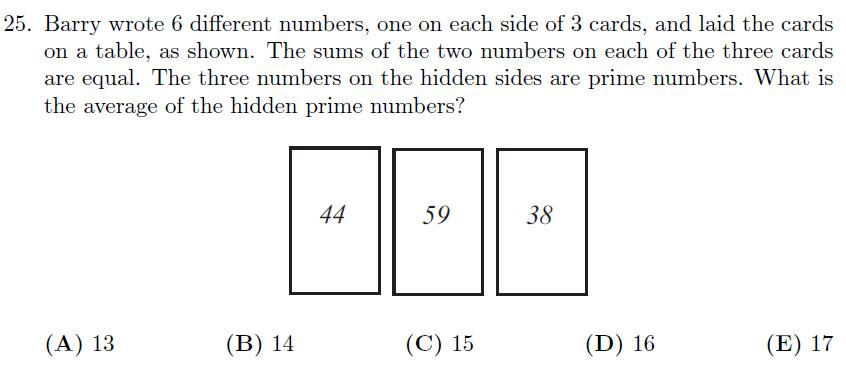 25. Barry wrote 6 different numbers, one on each side of 3 cards, and laid the cards
on a table, as shown. The sums of the two numbers on each of the three cards
are equal. The three numbers on the hidden sides are prime numbers. What is
the average of the hidden prime numbers?
44 59 38
(A) 13 (B) 14 (C) 15 (D) 16 (E) 17